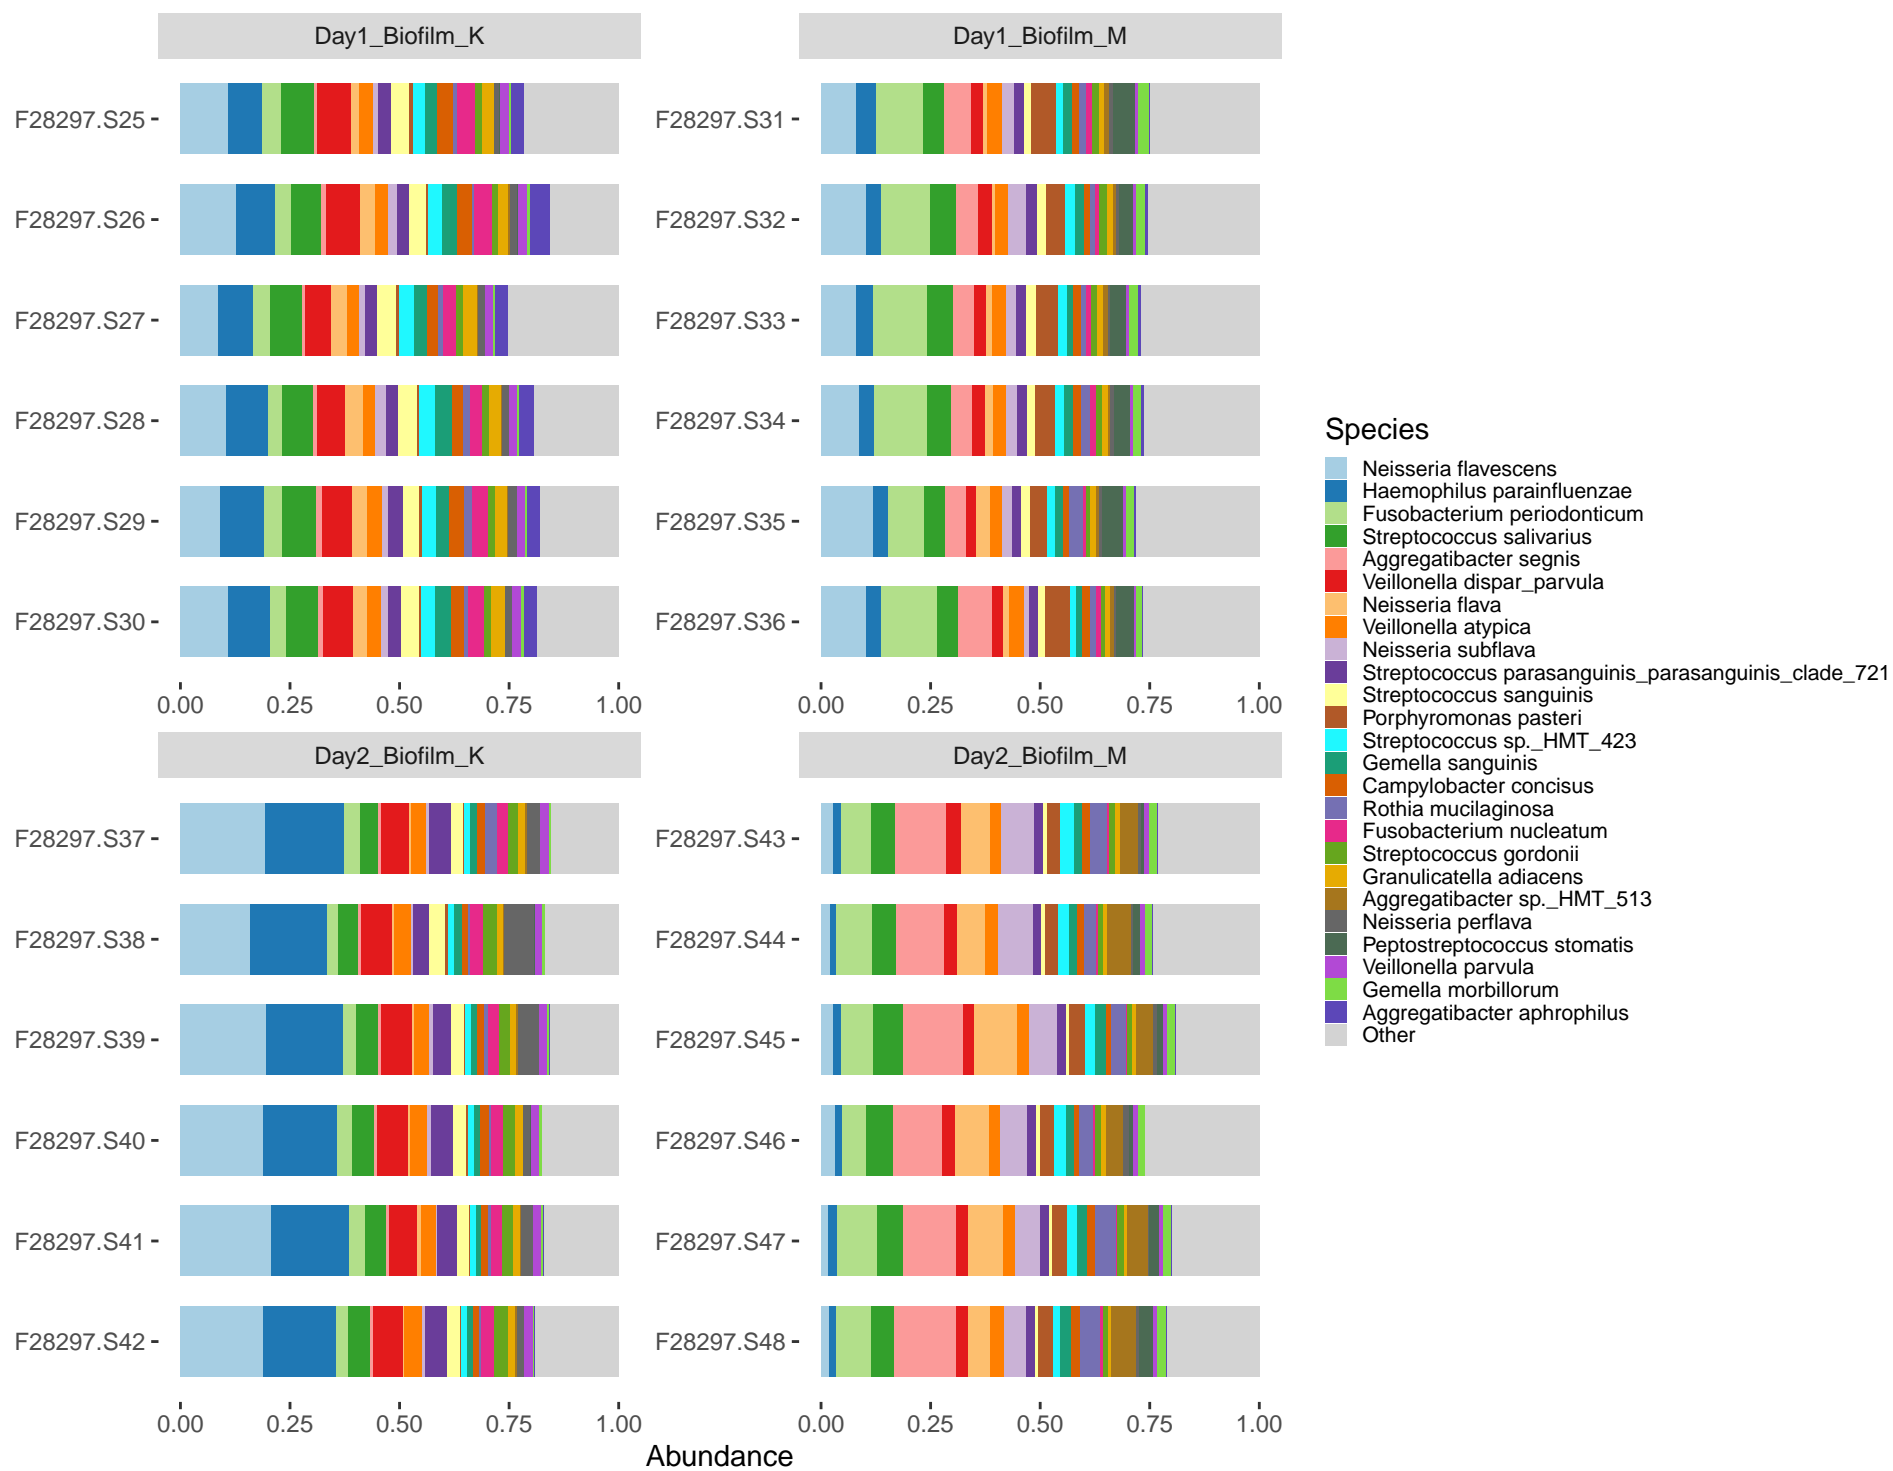 Day1_Biofilm_K
Day1_Biofilm_M
F28297.S25
F28297.S26
F28297.S27
F28297.S28
F28297.S29
F28297.S30
0.00 0.25 0.50 0.75 1.00
F28297.S31
F28297.S32
F28297.S33
F28297.S34
F28297.S35
F28297.S36
0.00 0.25 0.50 0.75 1.00
Day2_Biofilm_K
Day2_Biofilm_M
F28297.S37
F28297.S38
F28297.S39
F28297.S40
F28297.S41
F28297.S42
0.00 0.25 0.50 0.75 1.00
F28297.S43
F28297.S44
F28297.S45
F28297.S46
F28297.S47
F28297.S48
0.00 0.25 0.50 0.75 1.00
Abundance
Species
Neisseria flavescens
Haemophilus parainfluenzae
Fusobacterium periodonticum
Streptococcus salivarius
Aggregatibacter segnis
Veillonella dispar_parvula
Neisseria flava
Veillonella atypica
Neisseria subflava
Streptococcus parasanguinis_parasanguinis_clade_721
Streptococcus sanguinis
Porphyromonas pasteri
Streptococcus sp._HMT_423
Gemella sanguinis
Campylobacter concisus
Rothia mucilaginosa
Fusobacterium nucleatum
Streptococcus gordonii
Granulicatella adiacens
Aggregatibacter sp._HMT_513
Neisseria perflava
Peptostreptococcus stomatis
Veillonella parvula
Gemella morbillorum
Aggregatibacter aphrophilus
Other